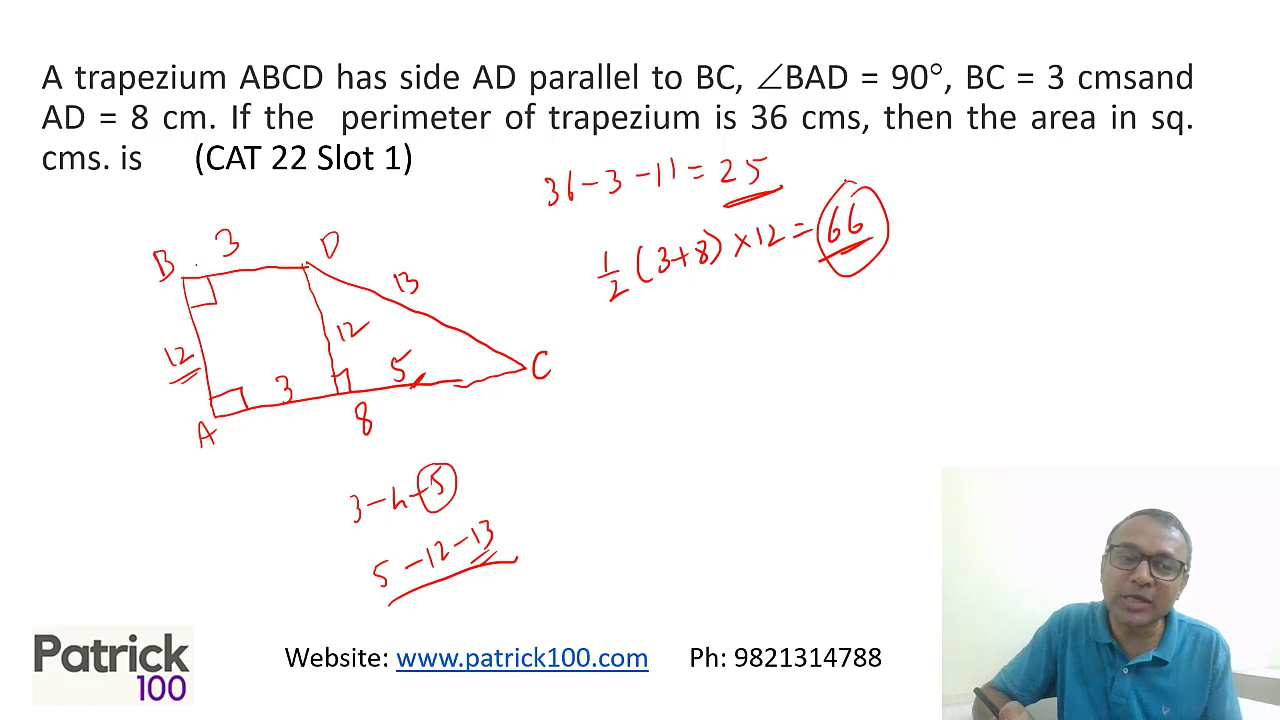 A trapezium ABCD has side AD parallel to BC, ∠BAD = 90°, BC = 3 cmsand
AD = 8 cm. If the perimeter of trapezium is 36 cms, then the area in sq.
cms. is (CAT 22 Slot 1)
36-3-11=25
1/2 (3+8) × 12 = 66
B 3 D
13
12 12
3 5 C
A 8
3-4-5
5-12-13
Patrick
100
Website: www.patrick100.com Ph: 9821314788